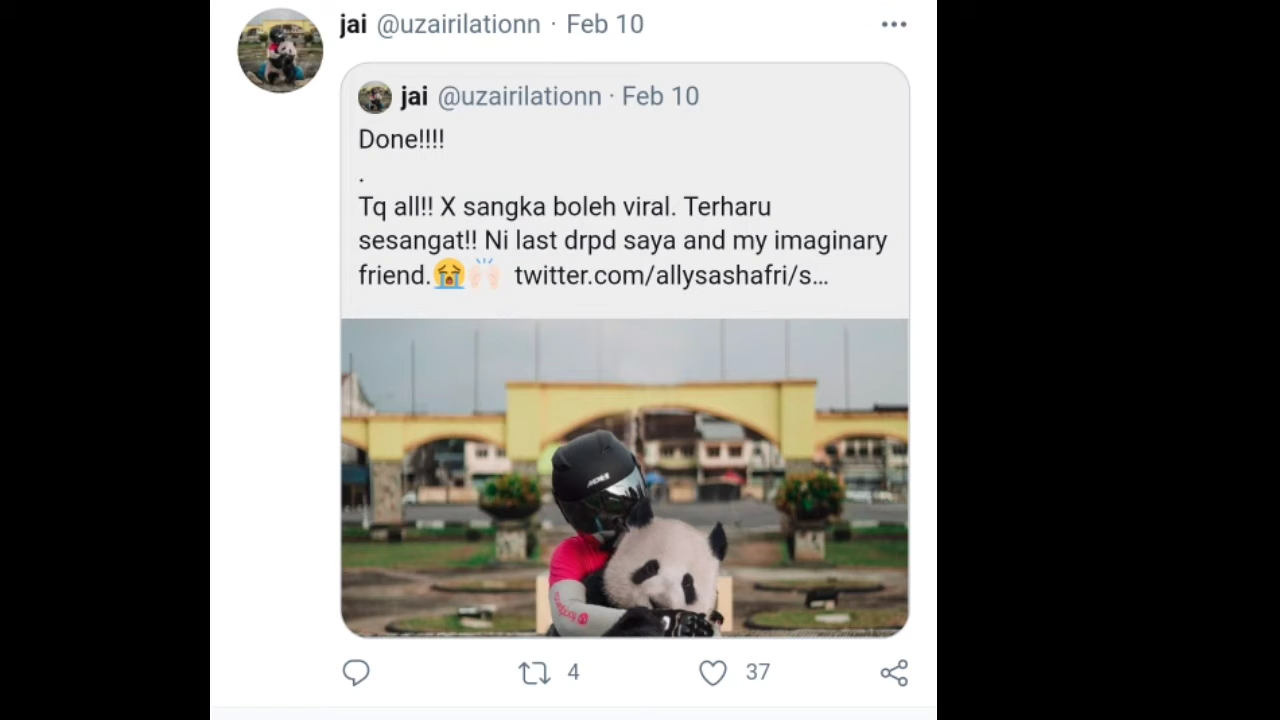 jai @uzairilationn · Feb 10
jai @uzairilationn · Feb 10
Done!!!!
.
Tq all!! X sangka boleh viral. Terharu
sesangat!! Ni last drpd saya and my imaginary
friend.😭🙌🏻 twitter.com/allysashafri/s...
4 37